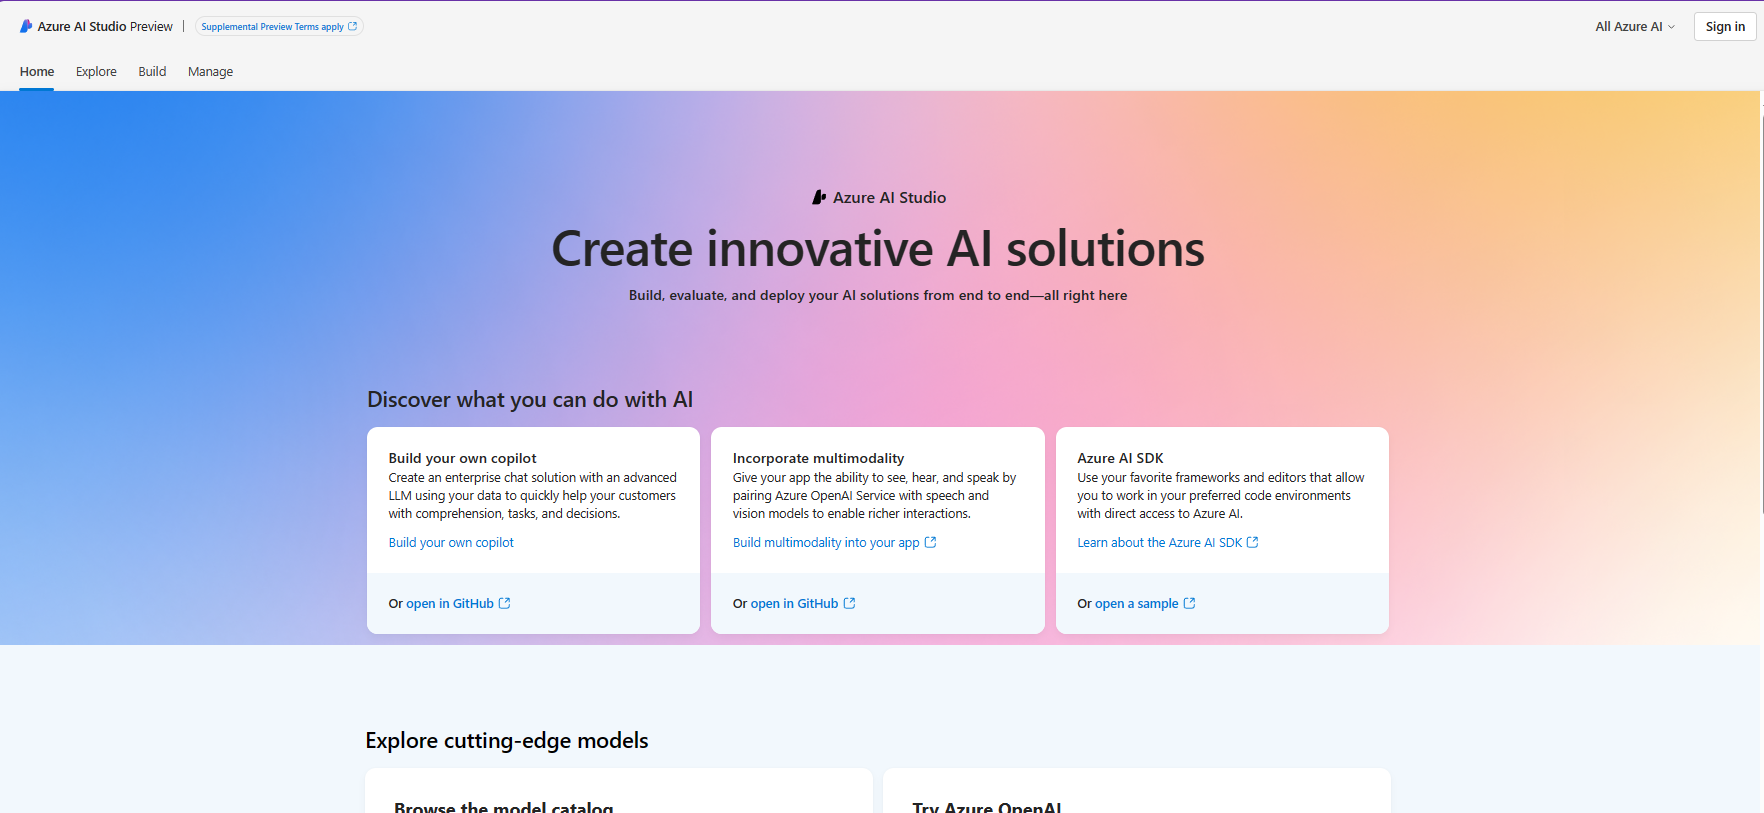 Azure AI Studio Preview | Supplemental Preview Terms apply
All Azure AI
Sign in
Home
Explore
Build
Manage
Azure AI Studio
Create innovative AI solutions
Build, evaluate, and deploy your AI solutions from end to end—all right here
Discover what you can do with AI
Build your own copilot
Create an enterprise chat solution with an advanced
LLM using your data to quickly help your customers
with comprehension, tasks, and decisions.
Build your own copilot
Or open in GitHub
Incorporate multimodality
Give your app the ability to see, hear, and speak by
pairing Azure OpenAI Service with speech and
vision models to enable richer interactions.
Build multimodality into your app
Or open in GitHub
Azure AI SDK
Use your favorite frameworks and editors that allow
you to work in your preferred code environments
with direct access to Azure AI.
Learn about the Azure AI SDK
Or open a sample
Explore cutting-edge models
Browse the model catalog
Try Azure OpenAI